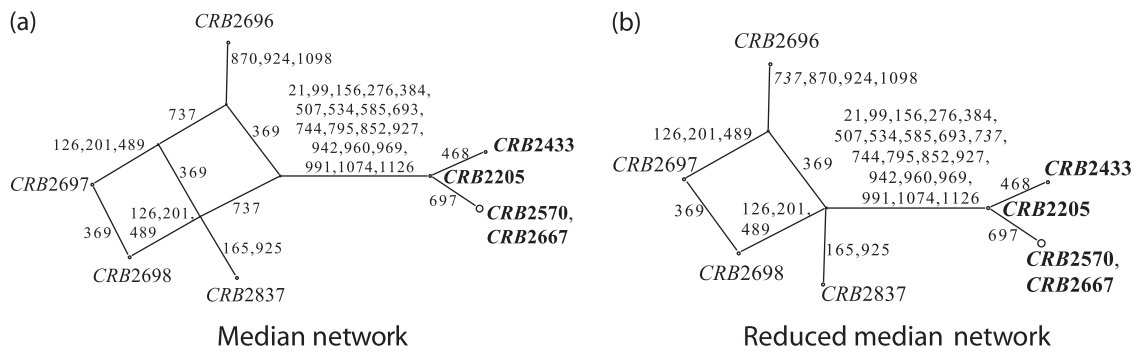 (a)
CRB2696
870,924,1098
21,99,156,276,384,
507,534,585,693,
744,795,852,927,
942,960,969,
991,1074,1126
737
369
126,201,489
369
468
CRB2433
CRB2205
CRB2697
697
CRB2570,
CRB2667
369
126,201,
489
737
165,925
CRB2698
CRB2837
Median network
(b)
CRB2696
737,870,924,1098
21,99,156,276,384,
507,534,585,693,737,
744,795,852,927,
942,960,969,
991,1074,1126
126,201,489
369
468
CRB2433
CRB2205
CRB2697
697
CRB2570,
CRB2667
369
126,201,
489
165,925
CRB2698
CRB2837
Reduced median network